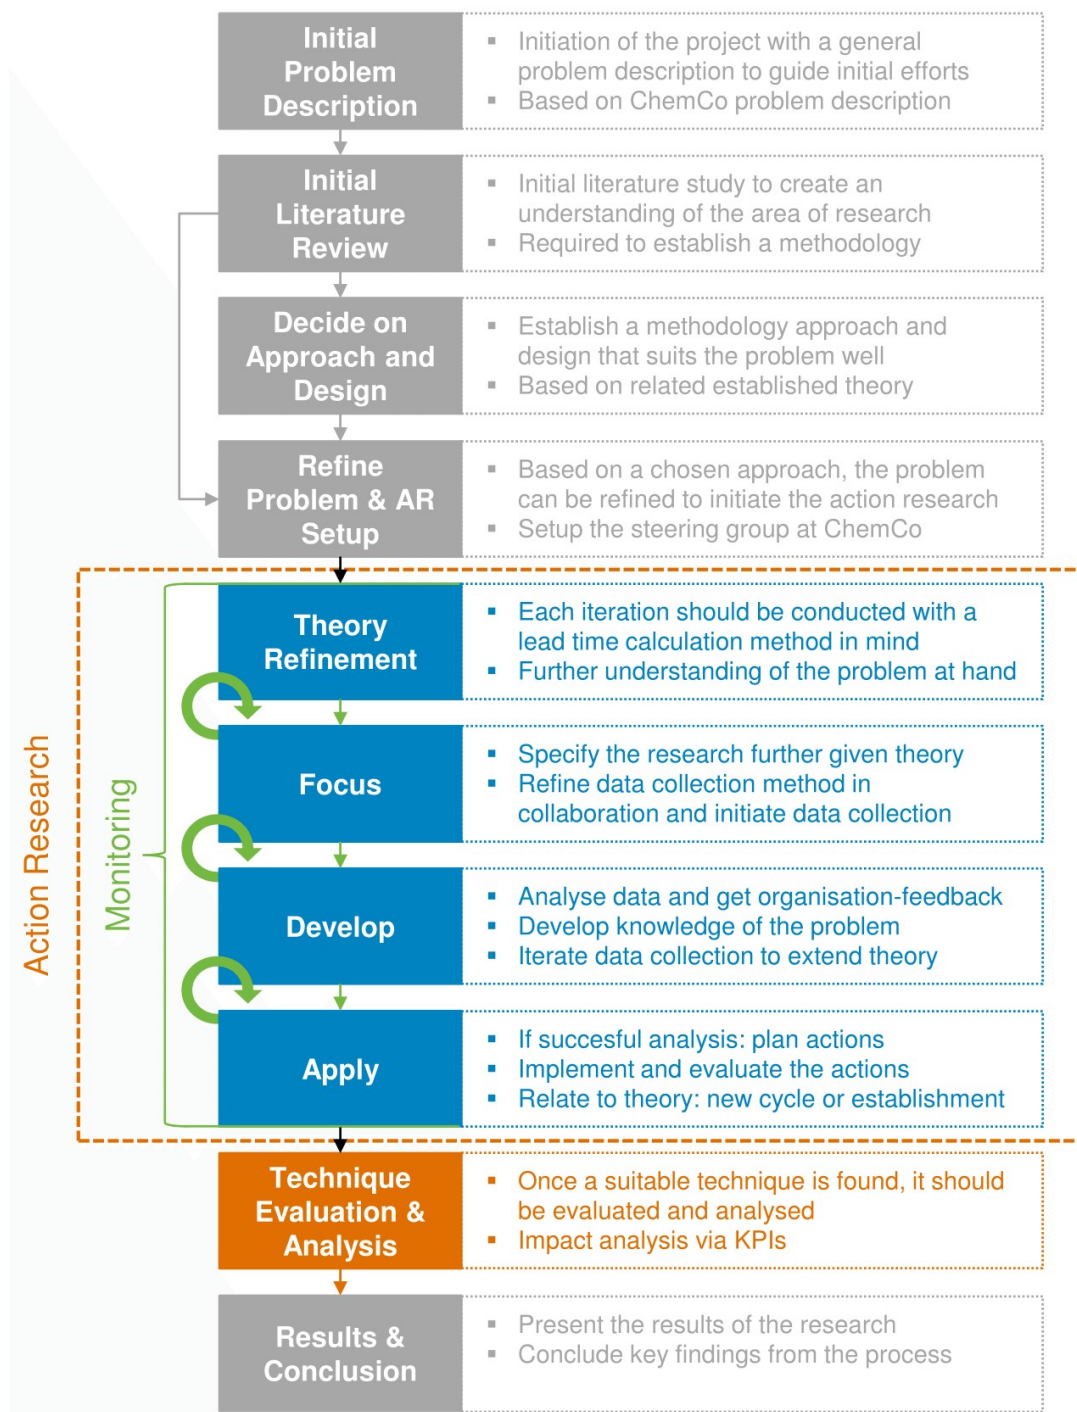 Initial
Problem
Description
▪ Initiation of the project with a general
problem description to guide initial efforts
▪ Based on ChemCo problem description
Initial
Literature
Review
▪ Initial literature study to create an
understanding of the area of research
▪ Required to establish a methodology
Decide on
Approach and
Design
▪ Establish a methodology approach and
design that suits the problem well
▪ Based on related established theory
Refine
Problem & AR
Setup
▪ Based on a chosen approach, the problem
can be refined to initiate the action research
▪ Setup the steering group at ChemCo
Action Research
Monitoring
Theory
Refinement
▪ Each iteration should be conducted with a
lead time calculation method in mind
▪ Further understanding of the problem at hand
Focus
▪ Specify the research further given theory
▪ Refine data collection method in
collaboration and initiate data collection
Develop
▪ Analyse data and get organisation-feedback
▪ Develop knowledge of the problem
▪ Iterate data collection to extend theory
Apply
▪ If succesful analysis: plan actions
▪ Implement and evaluate the actions
▪ Relate to theory: new cycle or establishment
Technique
Evaluation &
Analysis
▪ Once a suitable technique is found, it should
be evaluated and analysed
▪ Impact analysis via KPIs
Results &
Conclusion
▪ Present the results of the research
▪ Conclude key findings from the process